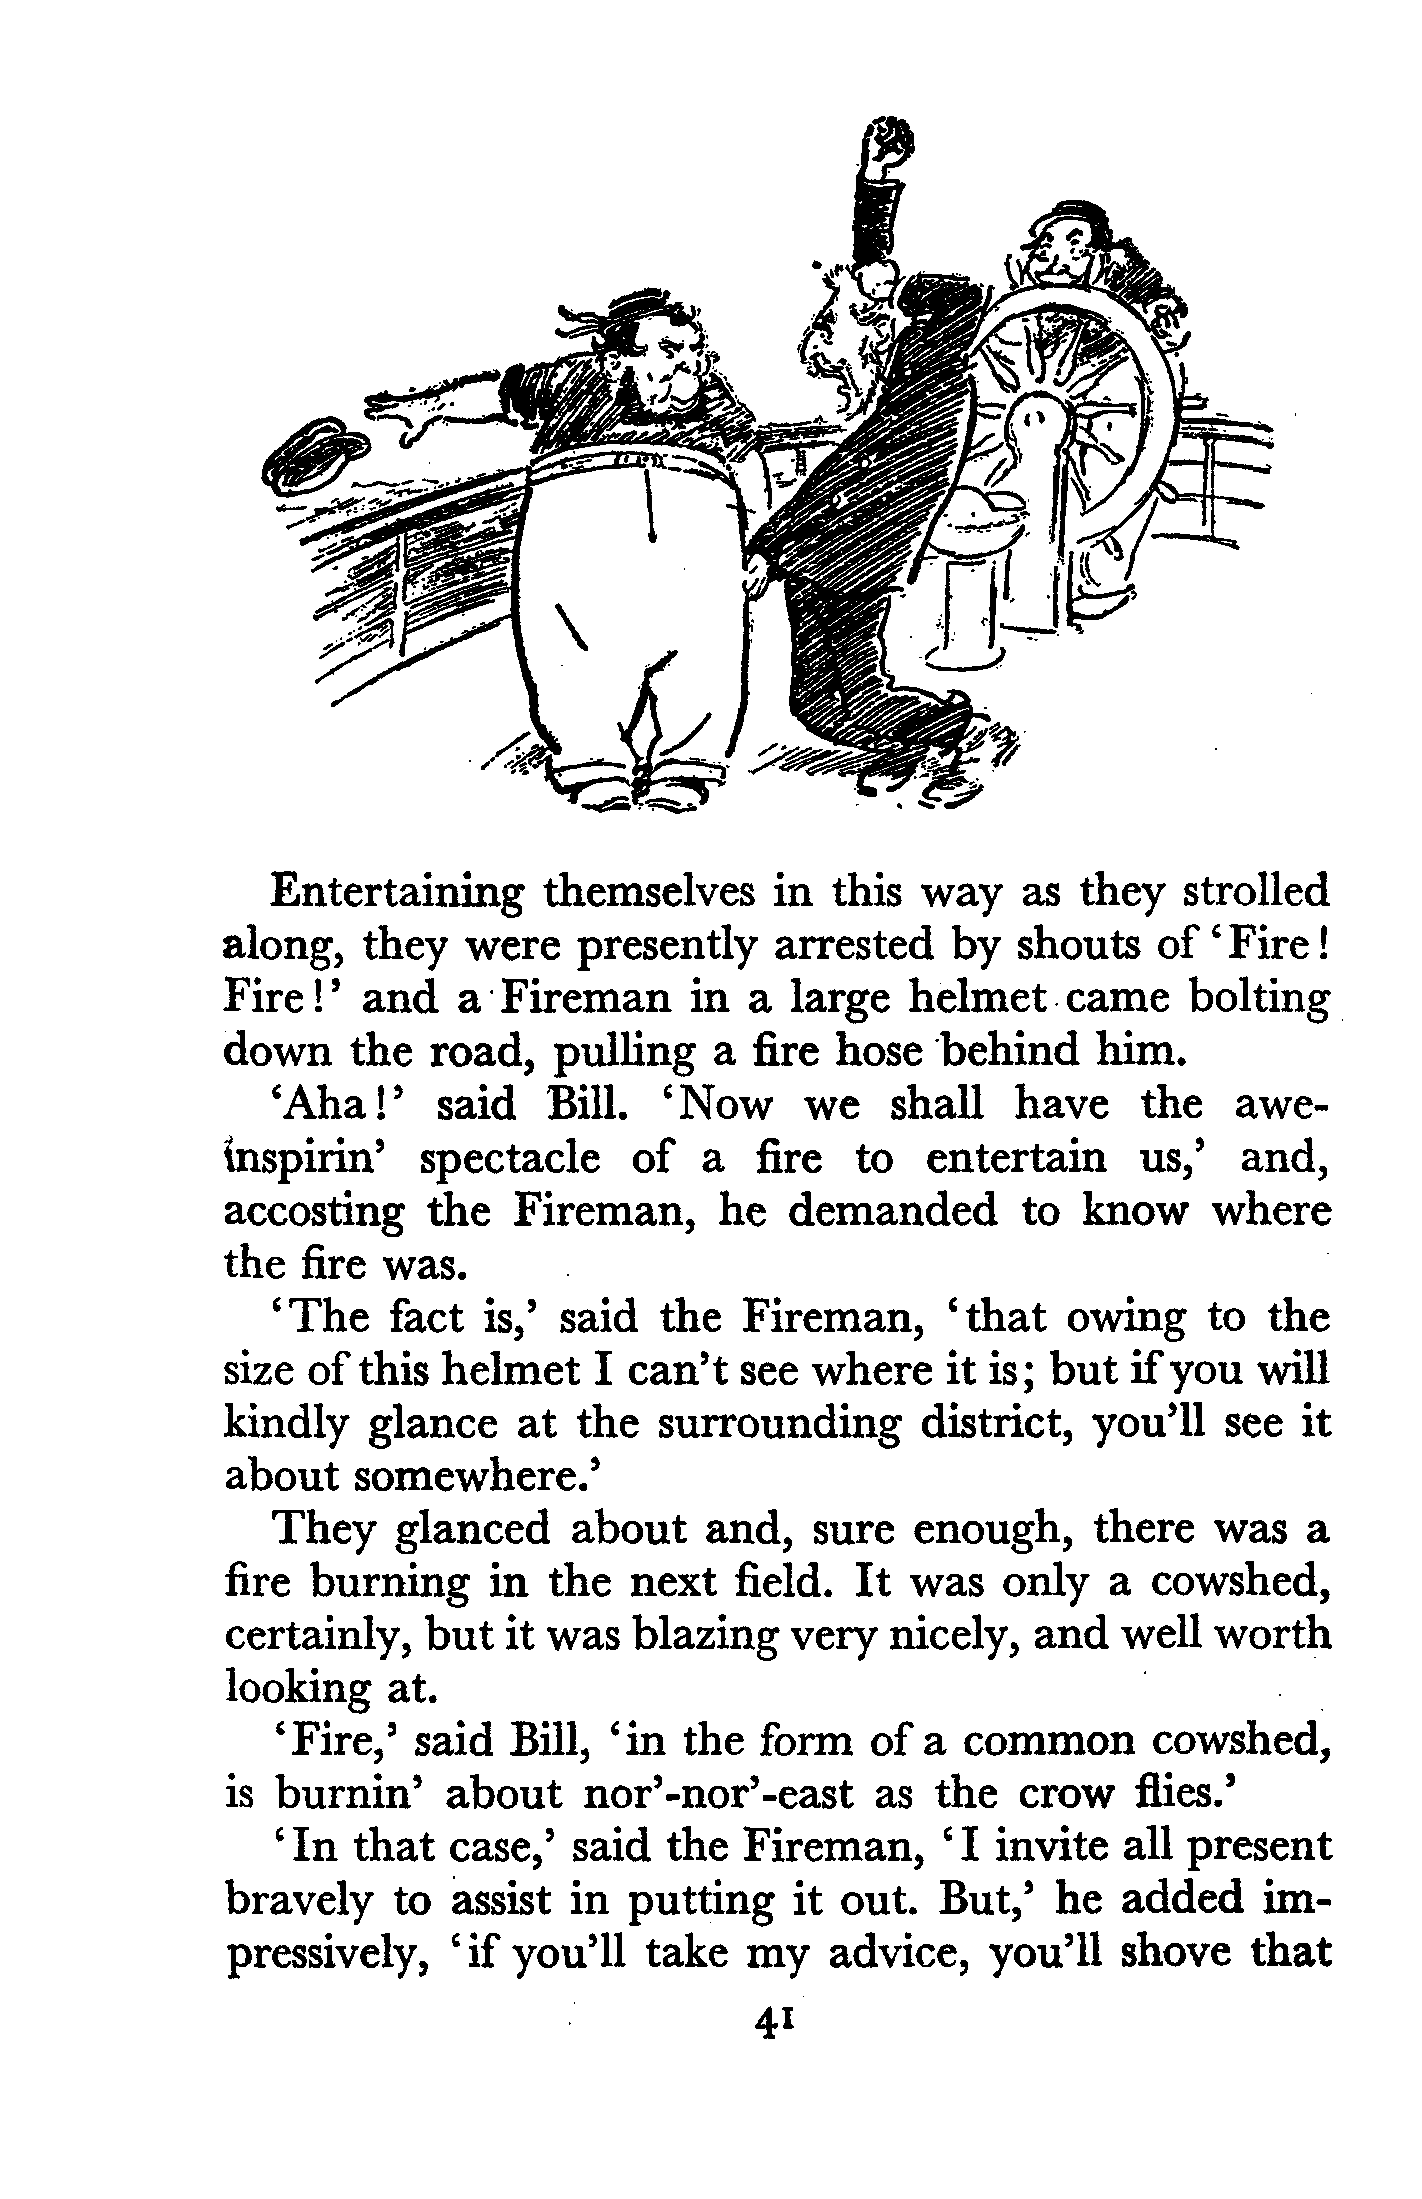 Entertaining themselves in this way as they strolled
along, they were presently arrested by shouts of ‘Fire!
Fire!’ and a Fireman in a large helmet came bolting
down the road, pulling a fire hose behind him.
‘Aha!’ said Bill. ‘Now we shall have the awe-
inspirin’ spectacle of a fire to entertain us,’ and,
accosting the Fireman, he demanded to know where
the fire was.
‘The fact is,’ said the Fireman, ‘that owing to the
size of this helmet I can’t see where it is; but if you will
kindly glance at the surrounding district, you’ll see it
about somewhere.’
They glanced about and, sure enough, there was a
fire burning in the next field. It was only a cowshed,
certainly, but it was blazing very nicely, and well worth
looking at.
‘Fire,’ said Bill, ‘in the form of a common cowshed,
is burnin’ about nor’-nor’-east as the crow flies.’
‘In that case,’ said the Fireman, ‘I invite all present
bravely to assist in putting it out. But,’ he added im-
pressively, ‘if you’ll take my advice, you’ll shove that
41